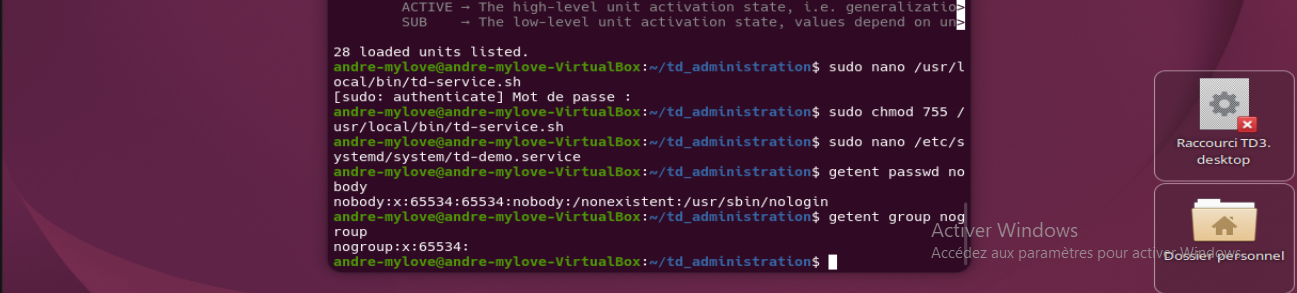 ACTIVE → The high-level unit activation state, i.e. generalizatio>
SUB    → The low-level unit activation state, values depend on un>
28 loaded units listed.
andre-mylove@andre-mylove-VirtualBox:~/td_administration$ sudo nano /usr/l
ocal/bin/td-service.sh
[sudo: authenticate] Mot de passe :
andre-mylove@andre-mylove-VirtualBox:~/td_administration$ sudo chmod 755 /
usr/local/bin/td-service.sh
andre-mylove@andre-mylove-VirtualBox:~/td_administration$ sudo nano /etc/s
ystemd/system/td-demo.service
andre-mylove@andre-mylove-VirtualBox:~/td_administration$ getent passwd no
body
nobody:x:65534:65534:nobody:/nonexistent:/usr/sbin/nologin
andre-mylove@andre-mylove-VirtualBox:~/td_administration$ getent group nog
roup
nogroup:x:65534:
andre-mylove@andre-mylove-VirtualBox:~/td_administration$
Raccourci TD3.
desktop
Dossier personnel
Activer Windows
Accédez aux paramètres pour activer Windows.